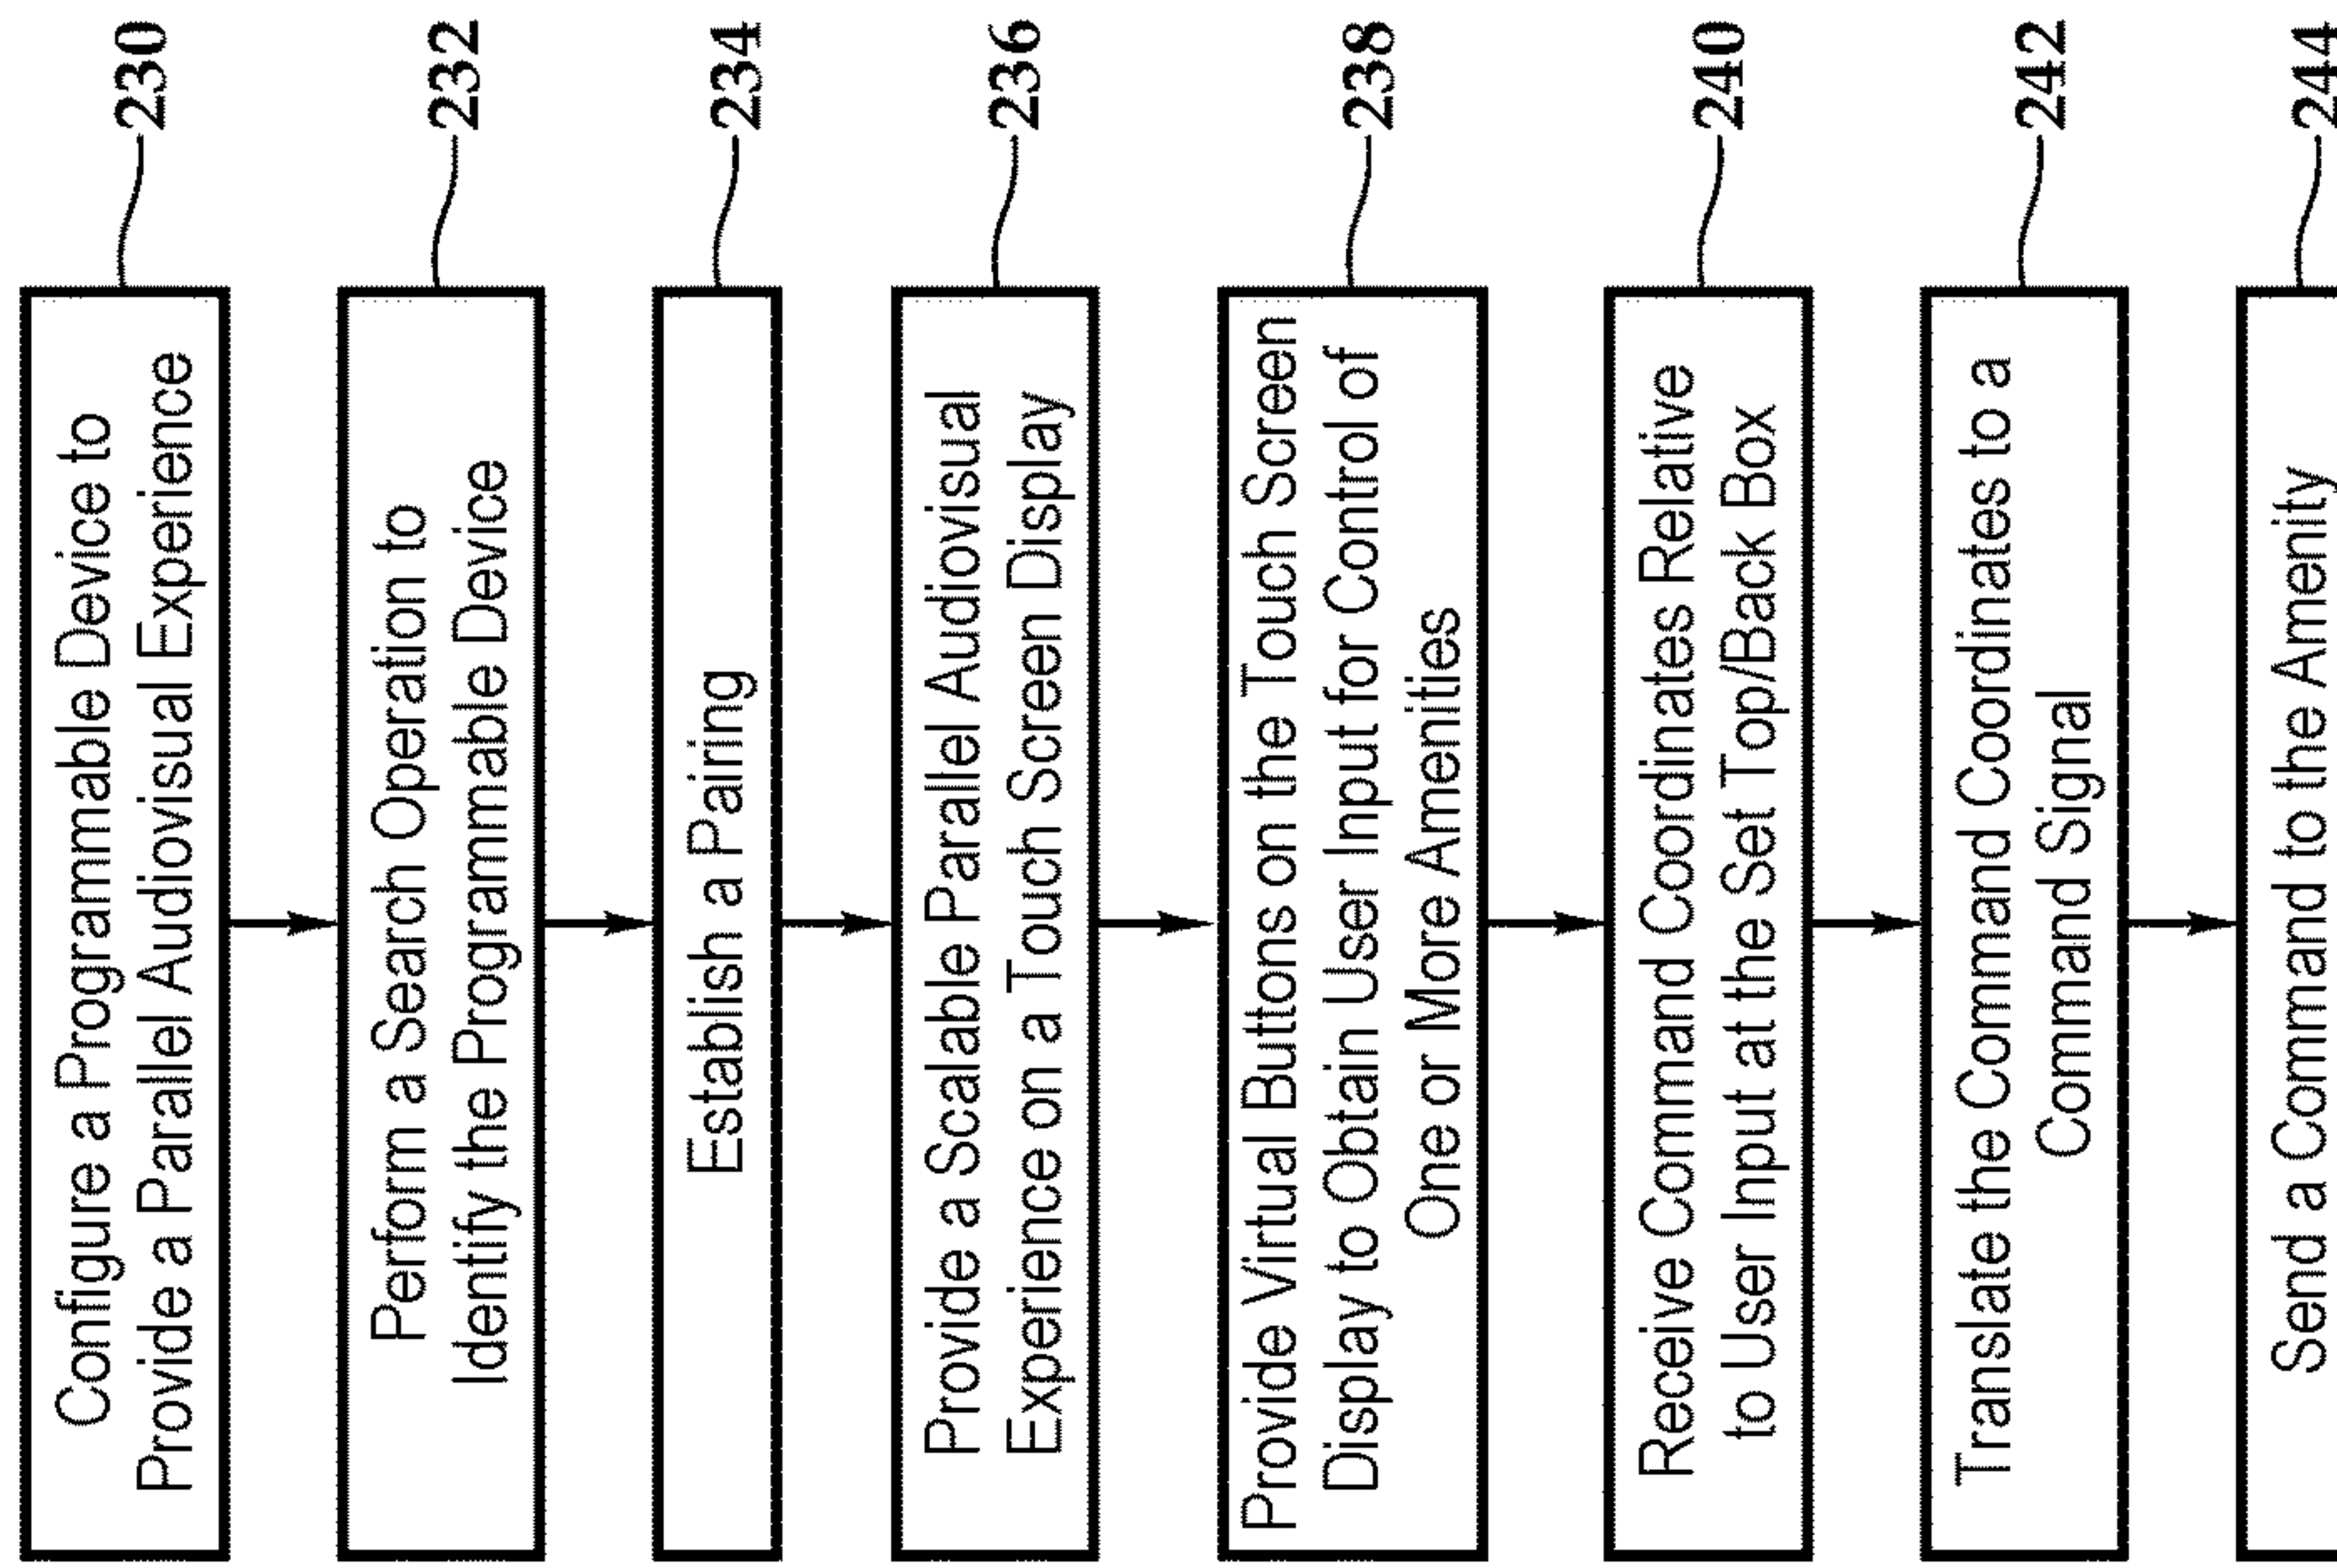 Configure a Programmable Device to
Provide a Parallel Audiovisual Experience
230
Perform a Search Operation to
Identify the Programmable Device
232
Establish a Pairing
234
Provide a Scalable Parallel Audiovisual
Experience on a Touch Screen Display
236
Provide Virtual Buttons on the Touch Screen
Display to Obtain User Input for Control of
One or More Amenities
238
Receive Command Coordinates Relative
to User Input at the Set Top/Back Box
240
Translate the Command Coordinates to a
Command Signal
242
Send a Command to the Amenity
244